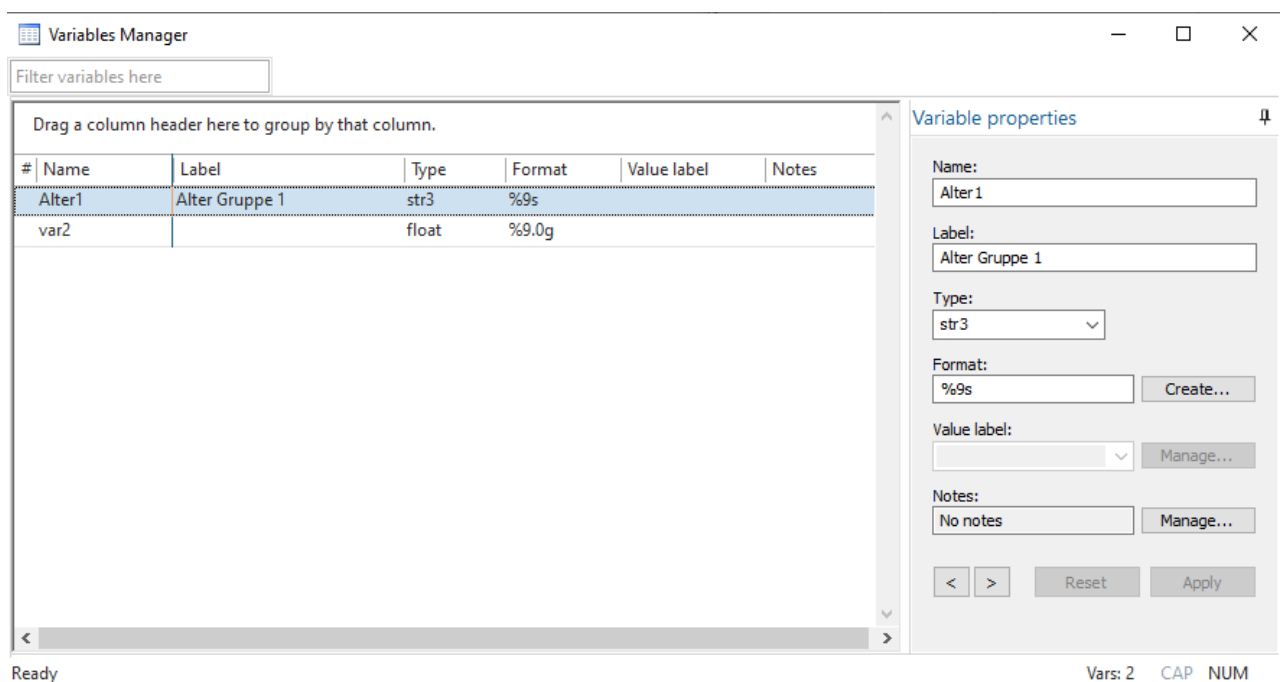 Variables Manager
Filter variables here
Drag a column header here to group by that column.
# Name Label Type Format Value label Notes
Alter1 Alter Gruppe 1 str3 %9s
var2 float %9.0g
Variable properties
Name:
Alter1
Label:
Alter Gruppe 1
Type:
str3
Format:
%9s Create...
Value label:
Manage...
Notes:
No notes Manage...
< > Reset Apply
Ready Vars: 2 CAP NUM